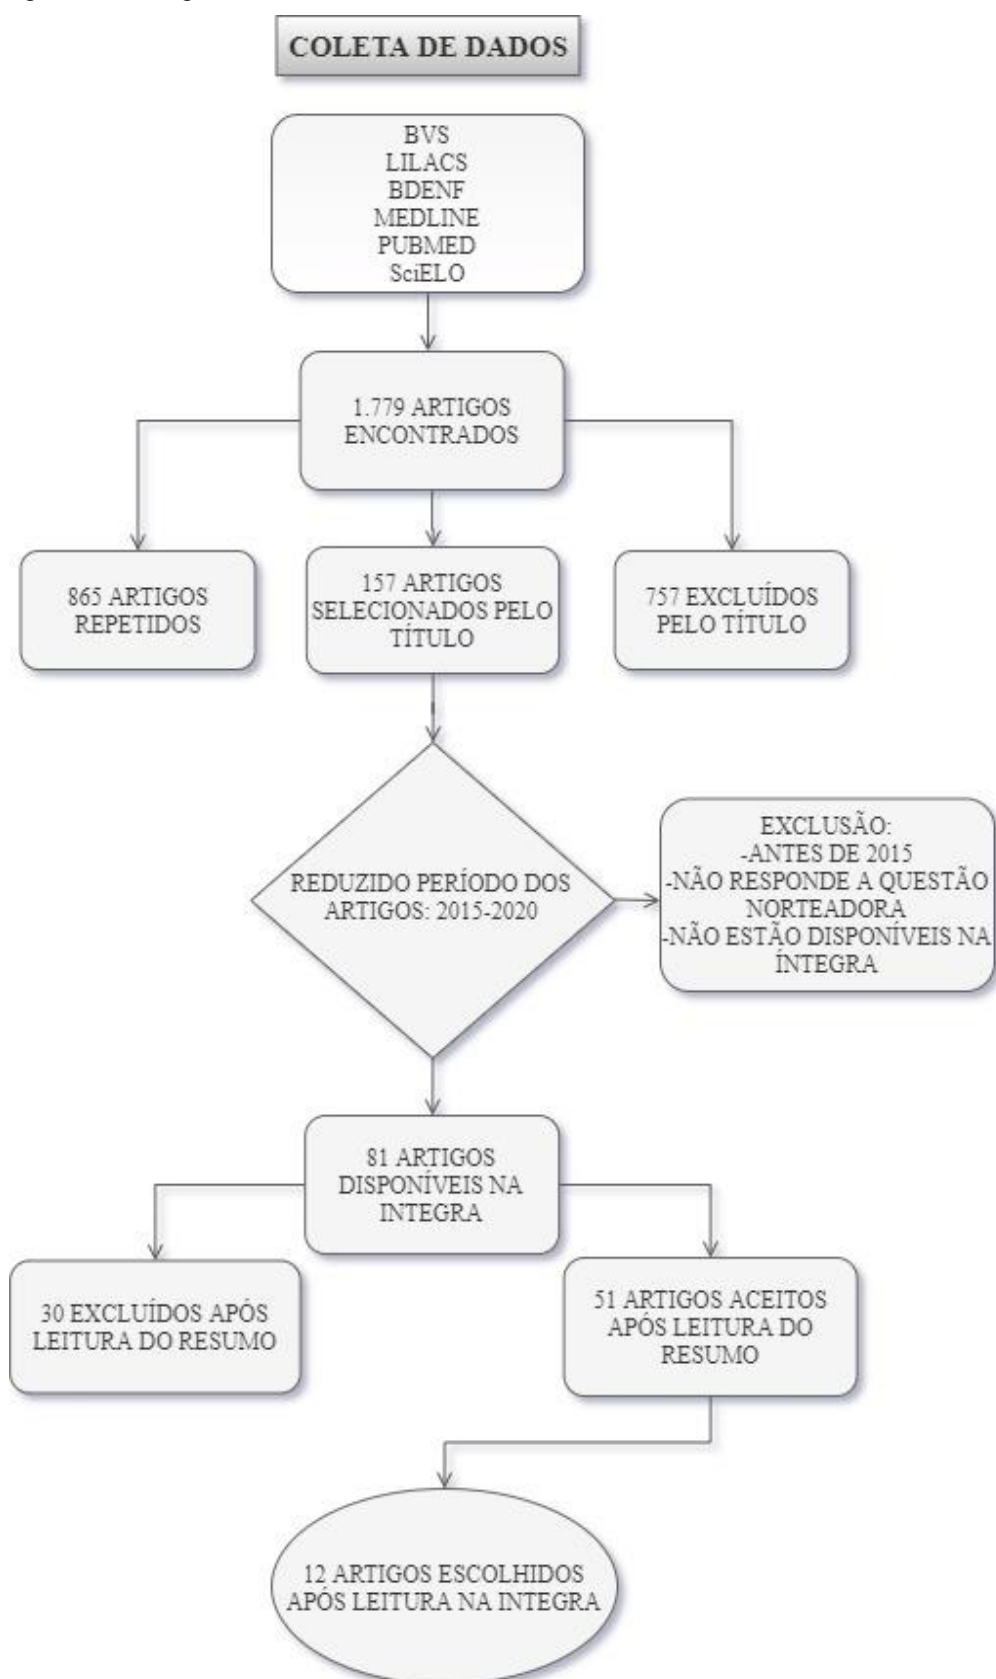 COLETA DE DADOS
BVS
LILACS
BDENF
MEDLINE
PUBMED
SciELO
1.779 ARTIGOS
ENCONTRADOS
865 ARTIGOS
REPETIDOS
157 ARTIGOS
SELECIONADOS PELO
TÍTULO
757 EXCLUÍDOS
PELO TÍTULO
REDUZIDO PERÍODO DOS
ARTIGOS: 2015-2020
EXCLUSÃO:
-ANTES DE 2015
-NÃO RESPONDE A QUESTÃO
NORTEADORA
-NÃO ESTÃO DISPONÍVEIS NA
ÍNTEGRA
81 ARTIGOS
DISPONÍVEIS NA
INTEGRA
30 EXCLUÍDOS APÓS
LEITURA DO RESUMO
51 ARTIGOS ACEITOS
APÓS LEITURA DO
RESUMO
12 ARTIGOS ESCOLHIDOS
APÓS LEITURA NA INTEGRA